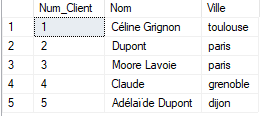 Num_Client Nom Ville
1 1 Céline Grignon toulouse
2 2 Dupont paris
3 3 Moore Lavoie paris
4 4 Claude grenoble
5 5 Adélaïde Dupont dijon